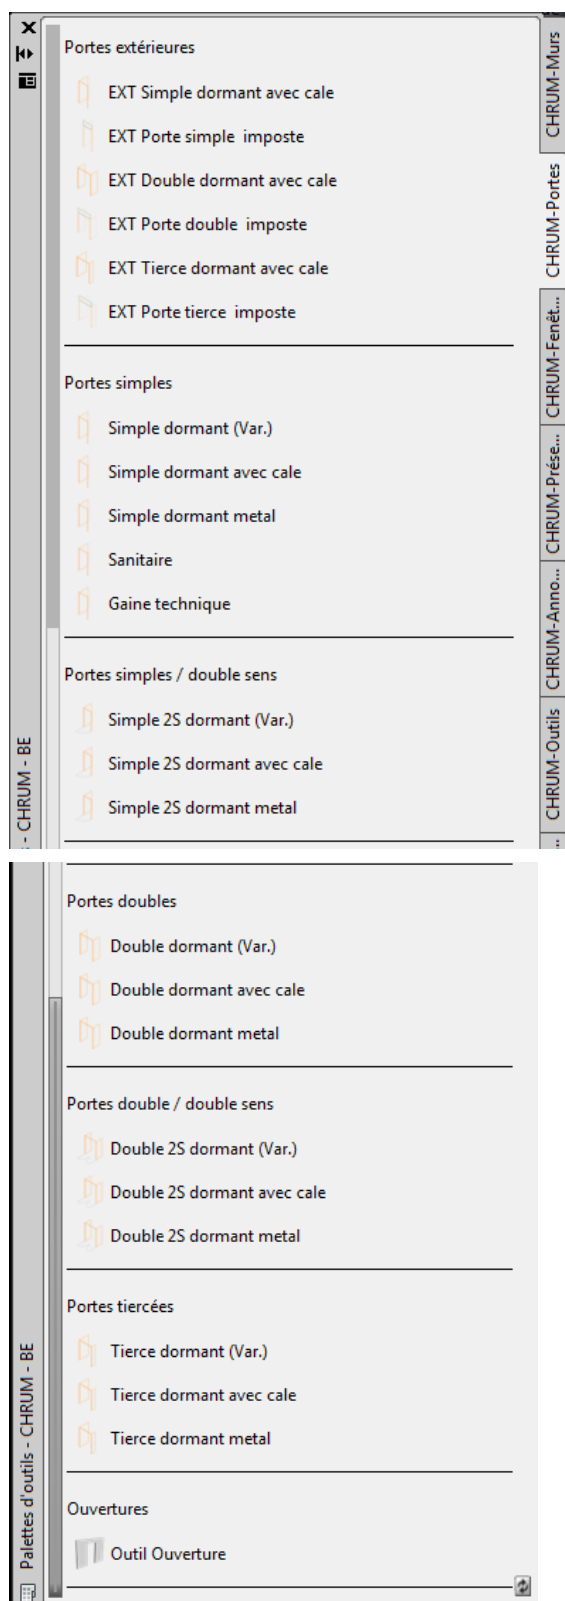 Portes extérieures
EXT Simple dormant avec cale
EXT Porte simple  imposte
EXT Double dormant avec cale
EXT Porte double  imposte
EXT Tierce dormant avec cale
EXT Porte tierce  imposte
Portes simples
Simple dormant (Var.)
Simple dormant avec cale
Simple dormant metal
Sanitaire
Gaine technique
Portes simples / double sens
Simple 2S dormant (Var.)
Simple 2S dormant avec cale
Simple 2S dormant metal
- CHRUM - BE
CHRUM-Murs
CHRUM-Portes
CHRUM-Fenêt...
CHRUM-Prése...
CHRUM-Anno...
CHRUM-Outils
Portes doubles
Double dormant (Var.)
Double dormant avec cale
Double dormant metal
Portes double / double sens
Double 2S dormant (Var.)
Double 2S dormant avec cale
Double 2S dormant metal
Portes tiercées
Tierce dormant (Var.)
Tierce dormant avec cale
Tierce dormant metal
Ouvertures
Outil Ouverture
Palettes d'outils - CHRUM - BE